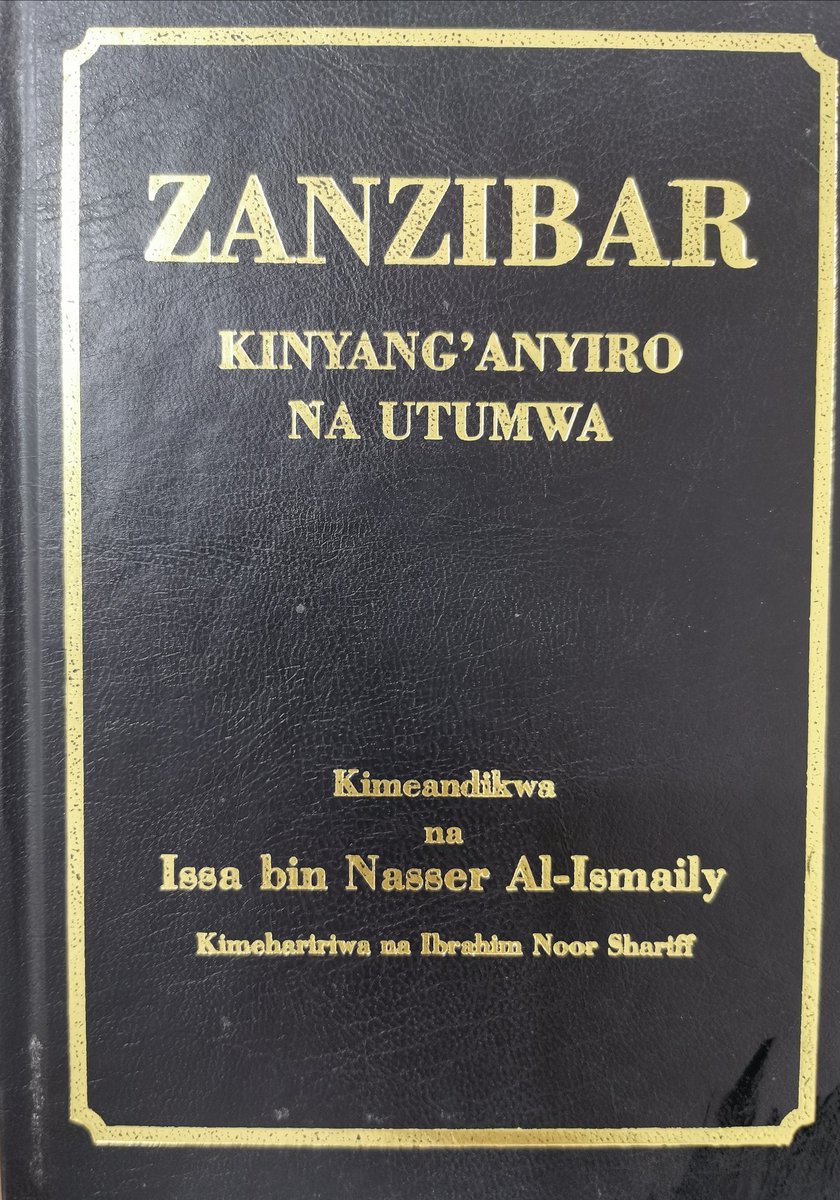 ZANZIBAR
KINYANG'ANYIRO
NA UTUMWA
Kimeandikwa
na
Issa bin Nasser Al-Ismaily
Kimehaririwa na Ibrahim Noor Shariff